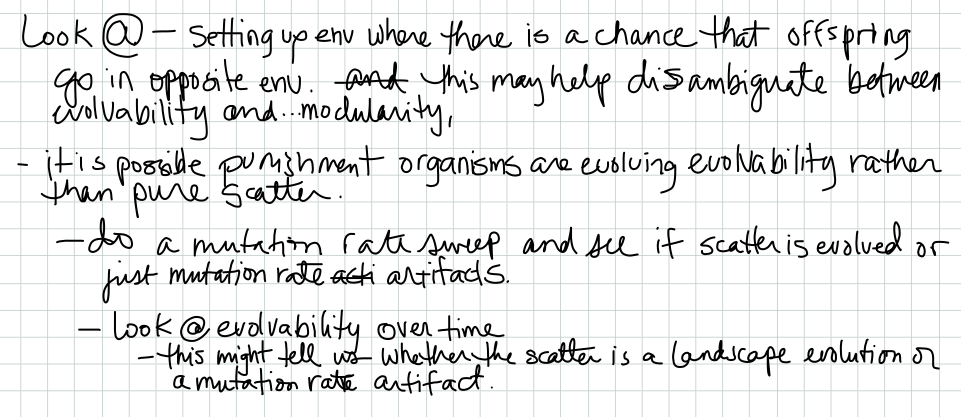 Look @ - Setting up env where there is a chance that offspring
go in opposite env. and this may help disambiguate between
evolvability and...modularity,
- it is possible punishment organisms are evolving evolvability rather
than pure scatter.
- do a mutation rate sweep and see if scatter is evolved or
just mutation rate arti artifacts.
- look @ evolvability over time
- this might tell us whether the scatter is a landscape evolution or
a mutation rate artifact.